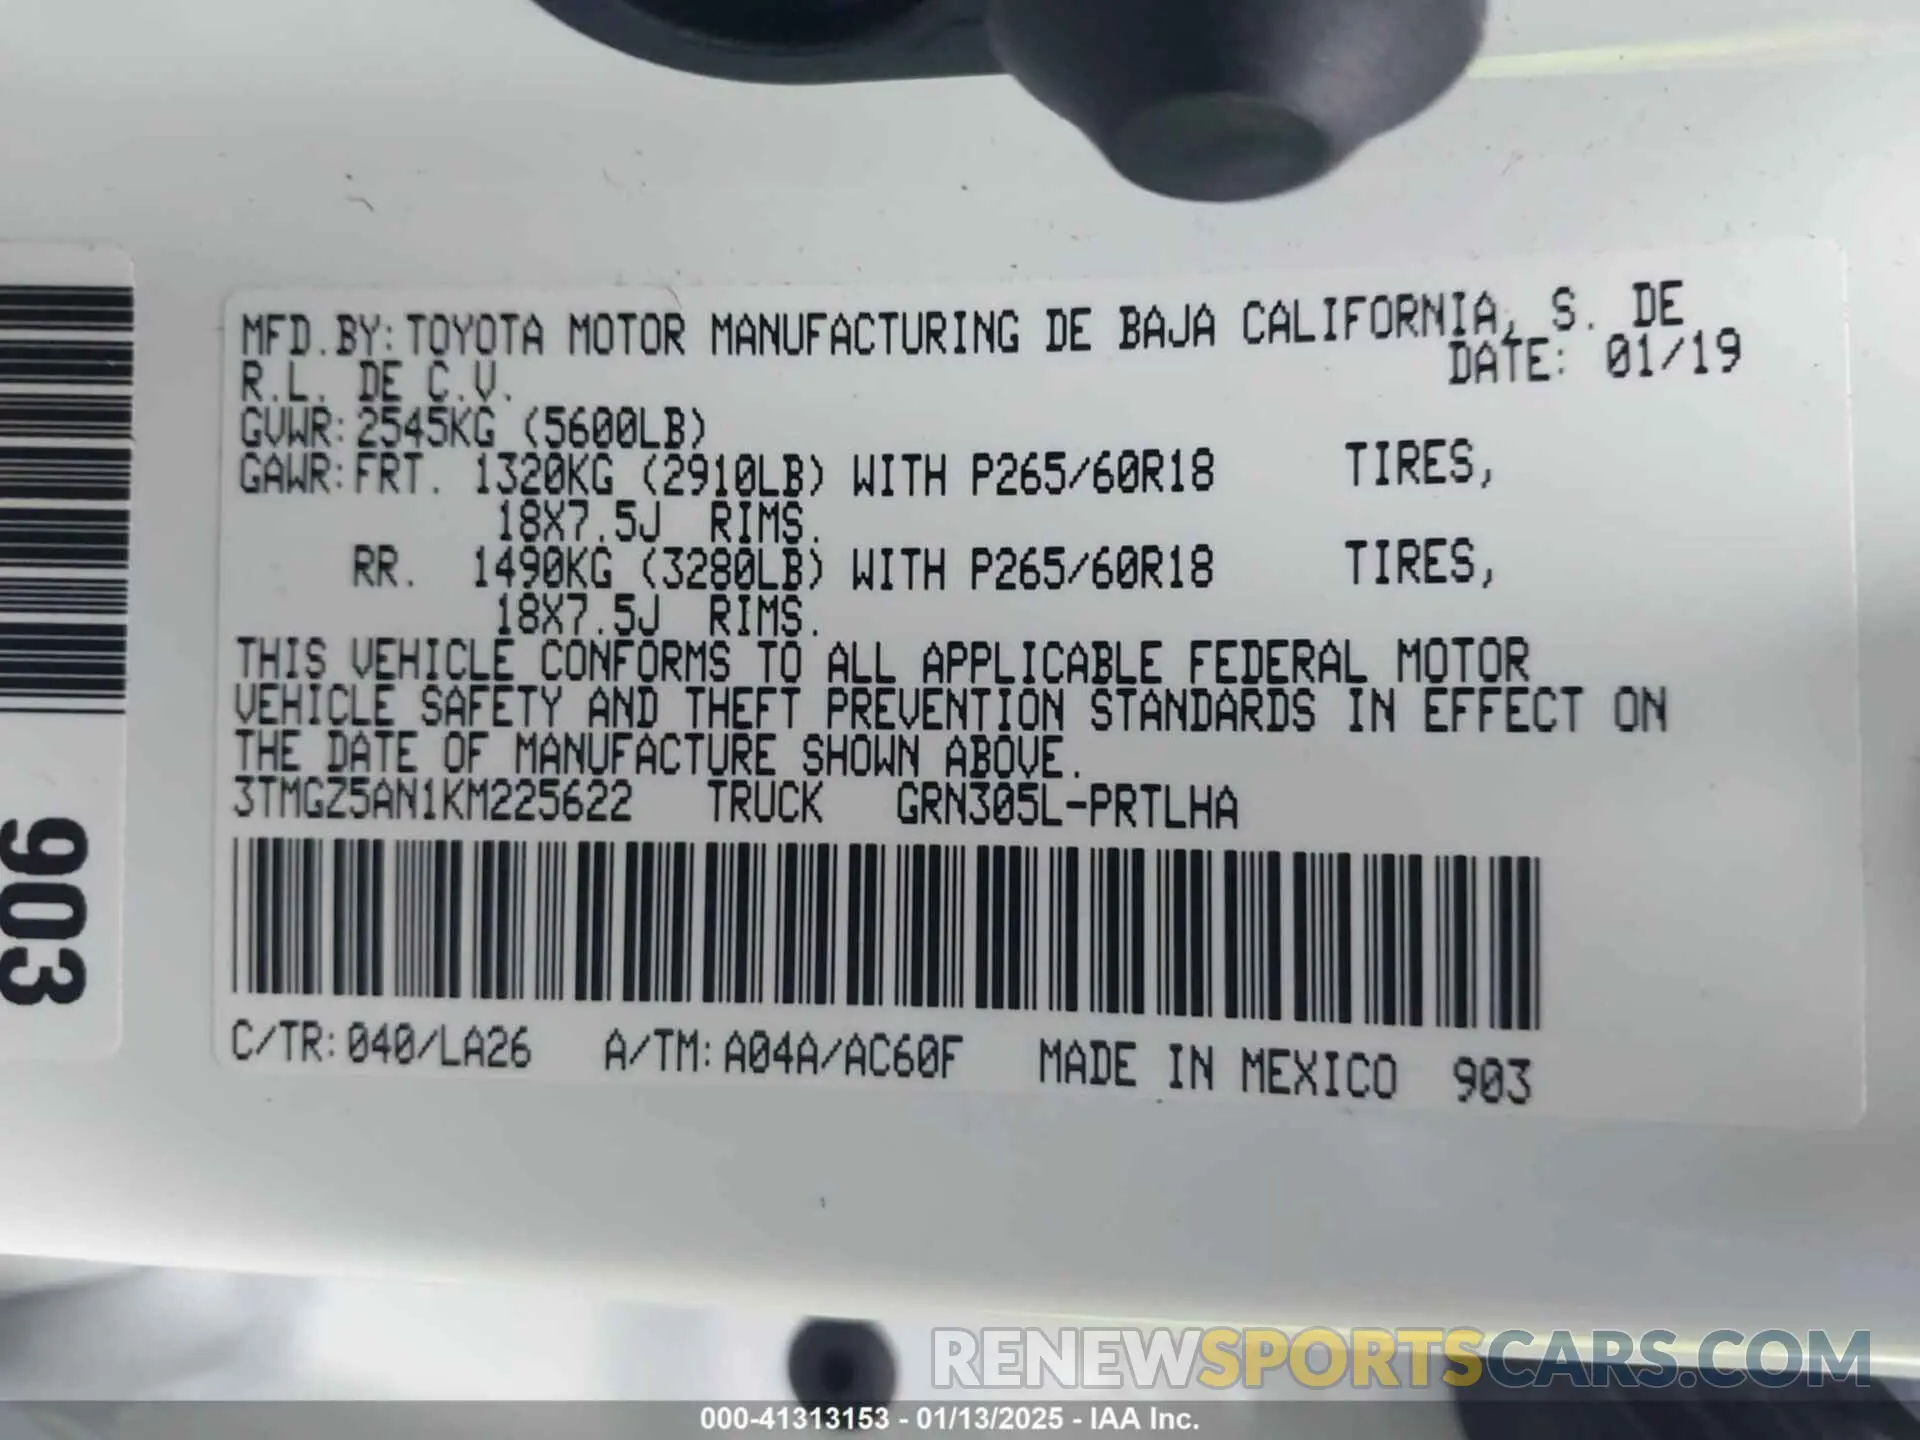 MFD.BY:TOYOTA MOTOR MANUFACTURING DE BAJA CALIFORNIA, S. DE
R.L. DE C.V. DATE: 01/19
GVWR:2545KG (5600LB)
GAWR:FRT. 1320KG (2910LB) WITH P265/60R18 TIRES,
18X7.5J RIMS.
RR. 1490KG (3280LB) WITH P265/60R18 TIRES,
18X7.5J RIMS.
THIS VEHICLE CONFORMS TO ALL APPLICABLE FEDERAL MOTOR
VEHICLE SAFETY AND THEFT PREVENTION STANDARDS IN EFFECT ON
THE DATE OF MANUFACTURE SHOWN ABOVE.
3TMGZ5AN1KM225622 TRUCK GRN305L-PRTLHA
C/TR:040/LA26 A/TM:A04A/AC60F MADE IN MEXICO 903
903
RENEWSPORTSCARS.COM
000-41313153 - 01/13/2025 - IAA Inc.